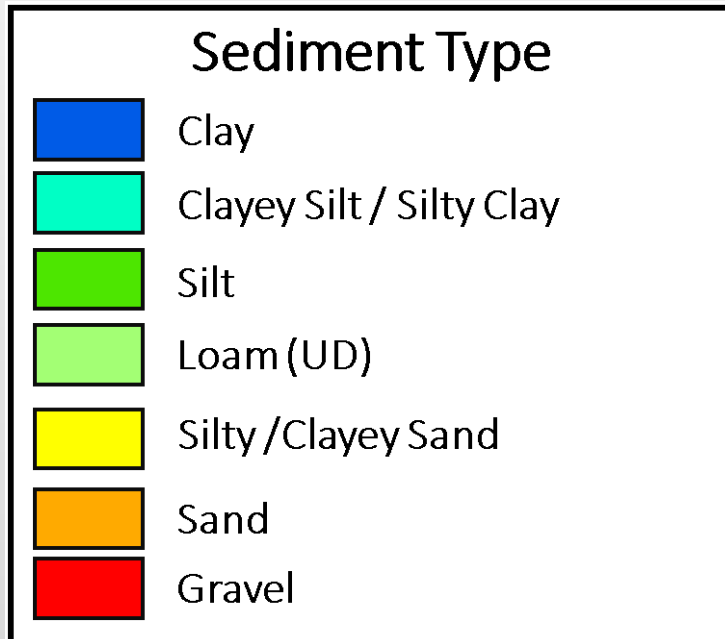 Sediment Type
Clay
Clayey Silt / Silty Clay
Silt
Loam (UD)
Silty /Clayey Sand
Sand
Gravel